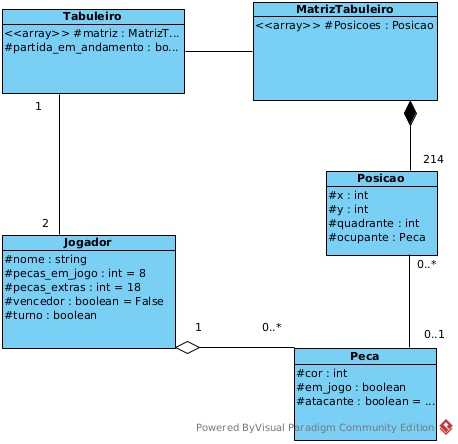 Tabuleiro
<<array>> #matriz : MatrizT...
#partida_em_andamento : bo...
MatrizTabuleiro
<<array>> #Posicoes : Posicao
1
214
Posicao
#x : int
#y : int
#quadrante : int
#ocupante : Peca
2
Jogador
#nome : string
#pecas_em_jogo : int = 8
#pecas_extras : int = 18
#vencedor : boolean = False
#turno : boolean
0..*
1
0..*
0..1
Peca
#cor : int
#em_jogo : boolean
#atacante : boolean = ...
Powered ByVisual Paradigm Community Edition